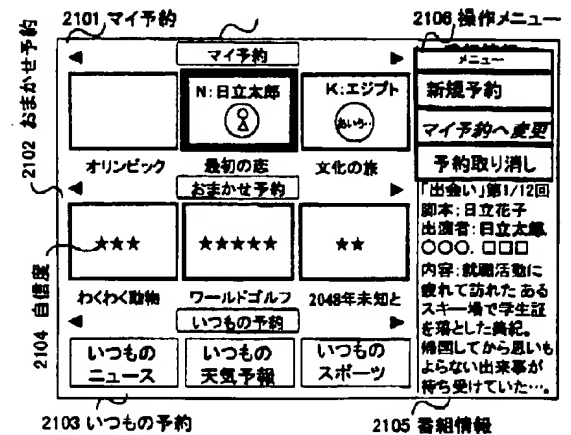 2101 マイ予約
2106 操作メニュー
マイ予約
メニュー
N:日立太郎
K:エジプト
あいう‥
新規予約
マイ予約へ変更
予約取り消し
オリンピック
最初の恋
文化の旅
2102 おまかせ予約
おまかせ予約
★★★
★★★★★
★★
わくわく動物
ワールドゴルフ
2048年未知と
2104 自信度
いつもの予約
いつもの
ニュース
いつもの
天気予報
いつもの
スポーツ
「出会い」第1/12回
脚本:日立花子
出演者:日立太郎
○○○, □□□
内容:就職活動に
疲れて訪れた ある
スキー場で学生証
を落とした美紀。
帰国してから思いも
よらない出来事が
待ち受けていた…。
2103 いつもの予約
2105 番組情報